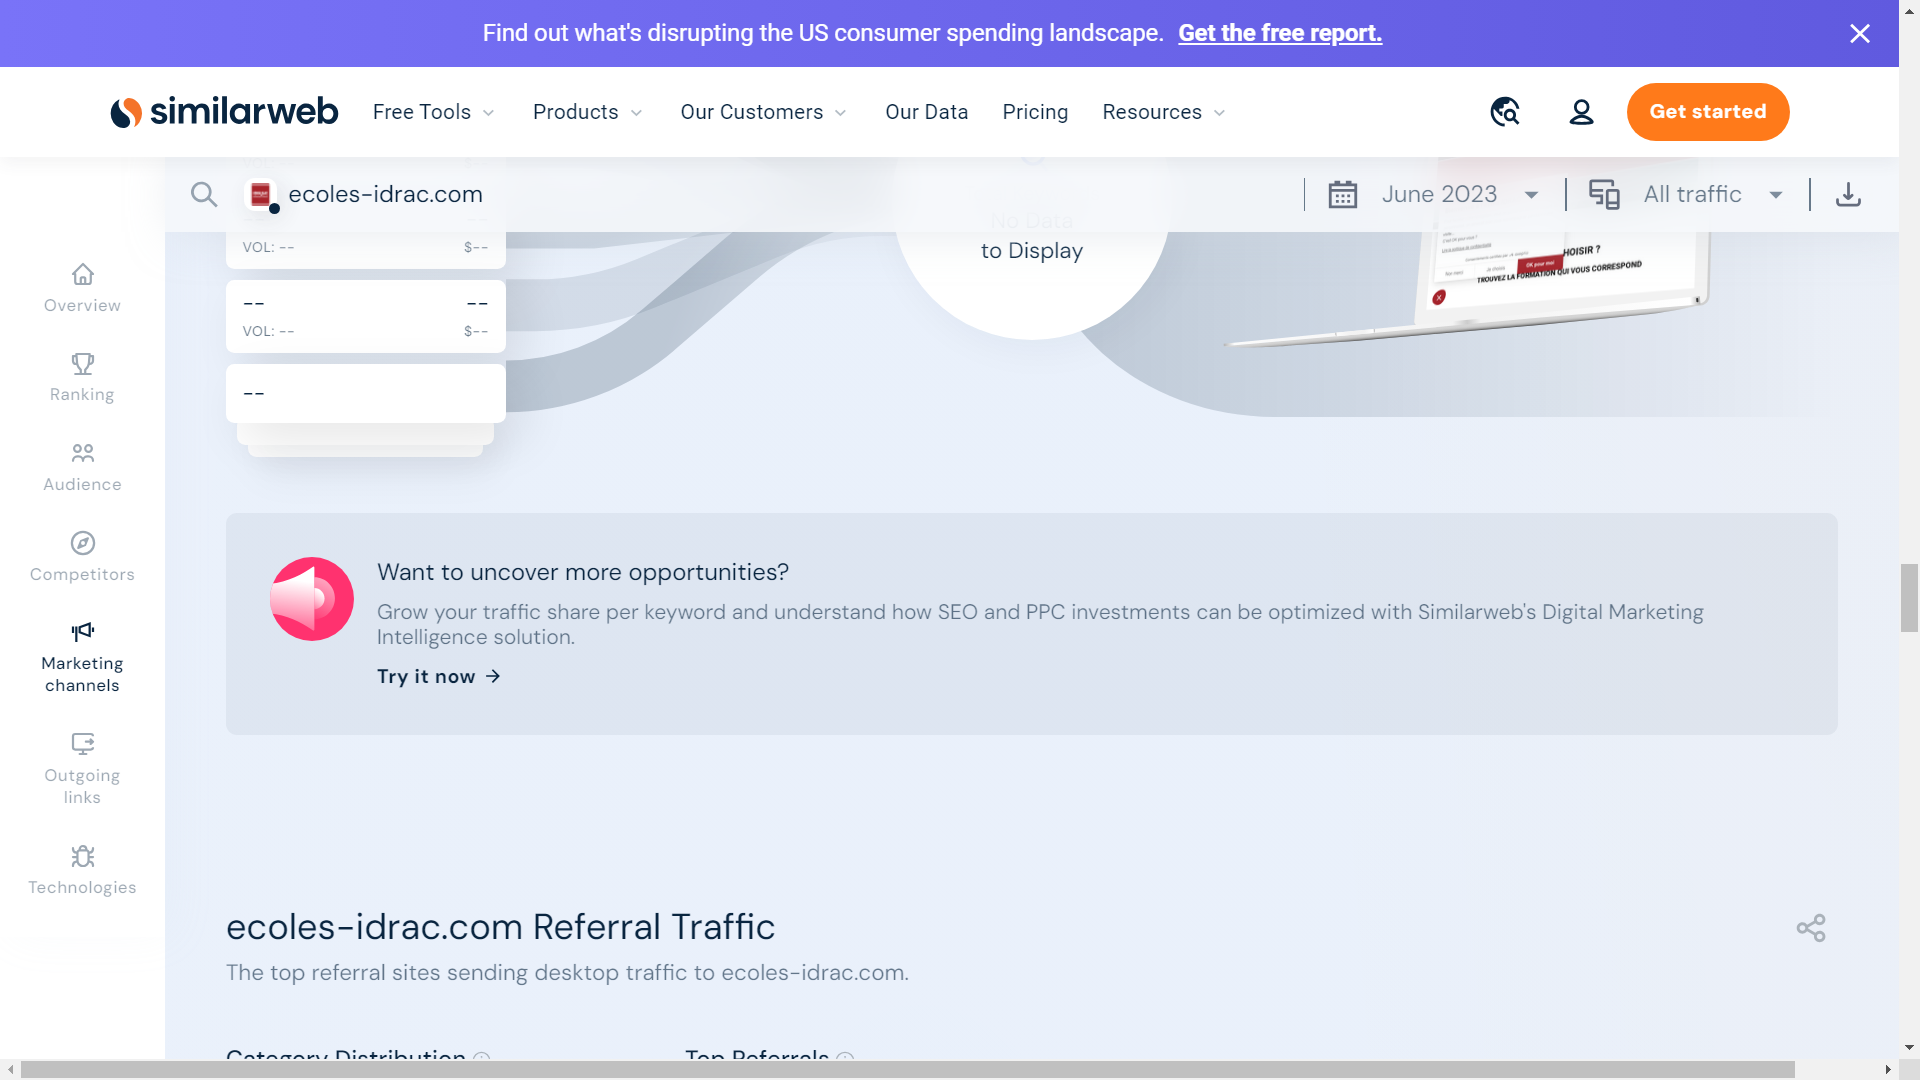 Find out what's disrupting the US consumer spending landscape. Get the free report.
similarweb Free Tools Products Our Customers Our Data Pricing Resources Get started
ecoles-idrac.com June 2023 All traffic
No Data
to Display
VOL: -- $--
-- --
VOL: -- $--
--
HOISIR ?
TROUVEZ LA FORMATION QUI VOUS CORRESPOND
OK pour moi
Overview
Ranking
Audience
Competitors
Marketing
channels
Outgoing
links
Technologies
Want to uncover more opportunities?
Grow your traffic share per keyword and understand how SEO and PPC investments can be optimized with Similarweb's Digital Marketing
Intelligence solution.
Try it now →
ecoles-idrac.com Referral Traffic
The top referral sites sending desktop traffic to ecoles-idrac.com.
Category Distribution Top Referrals